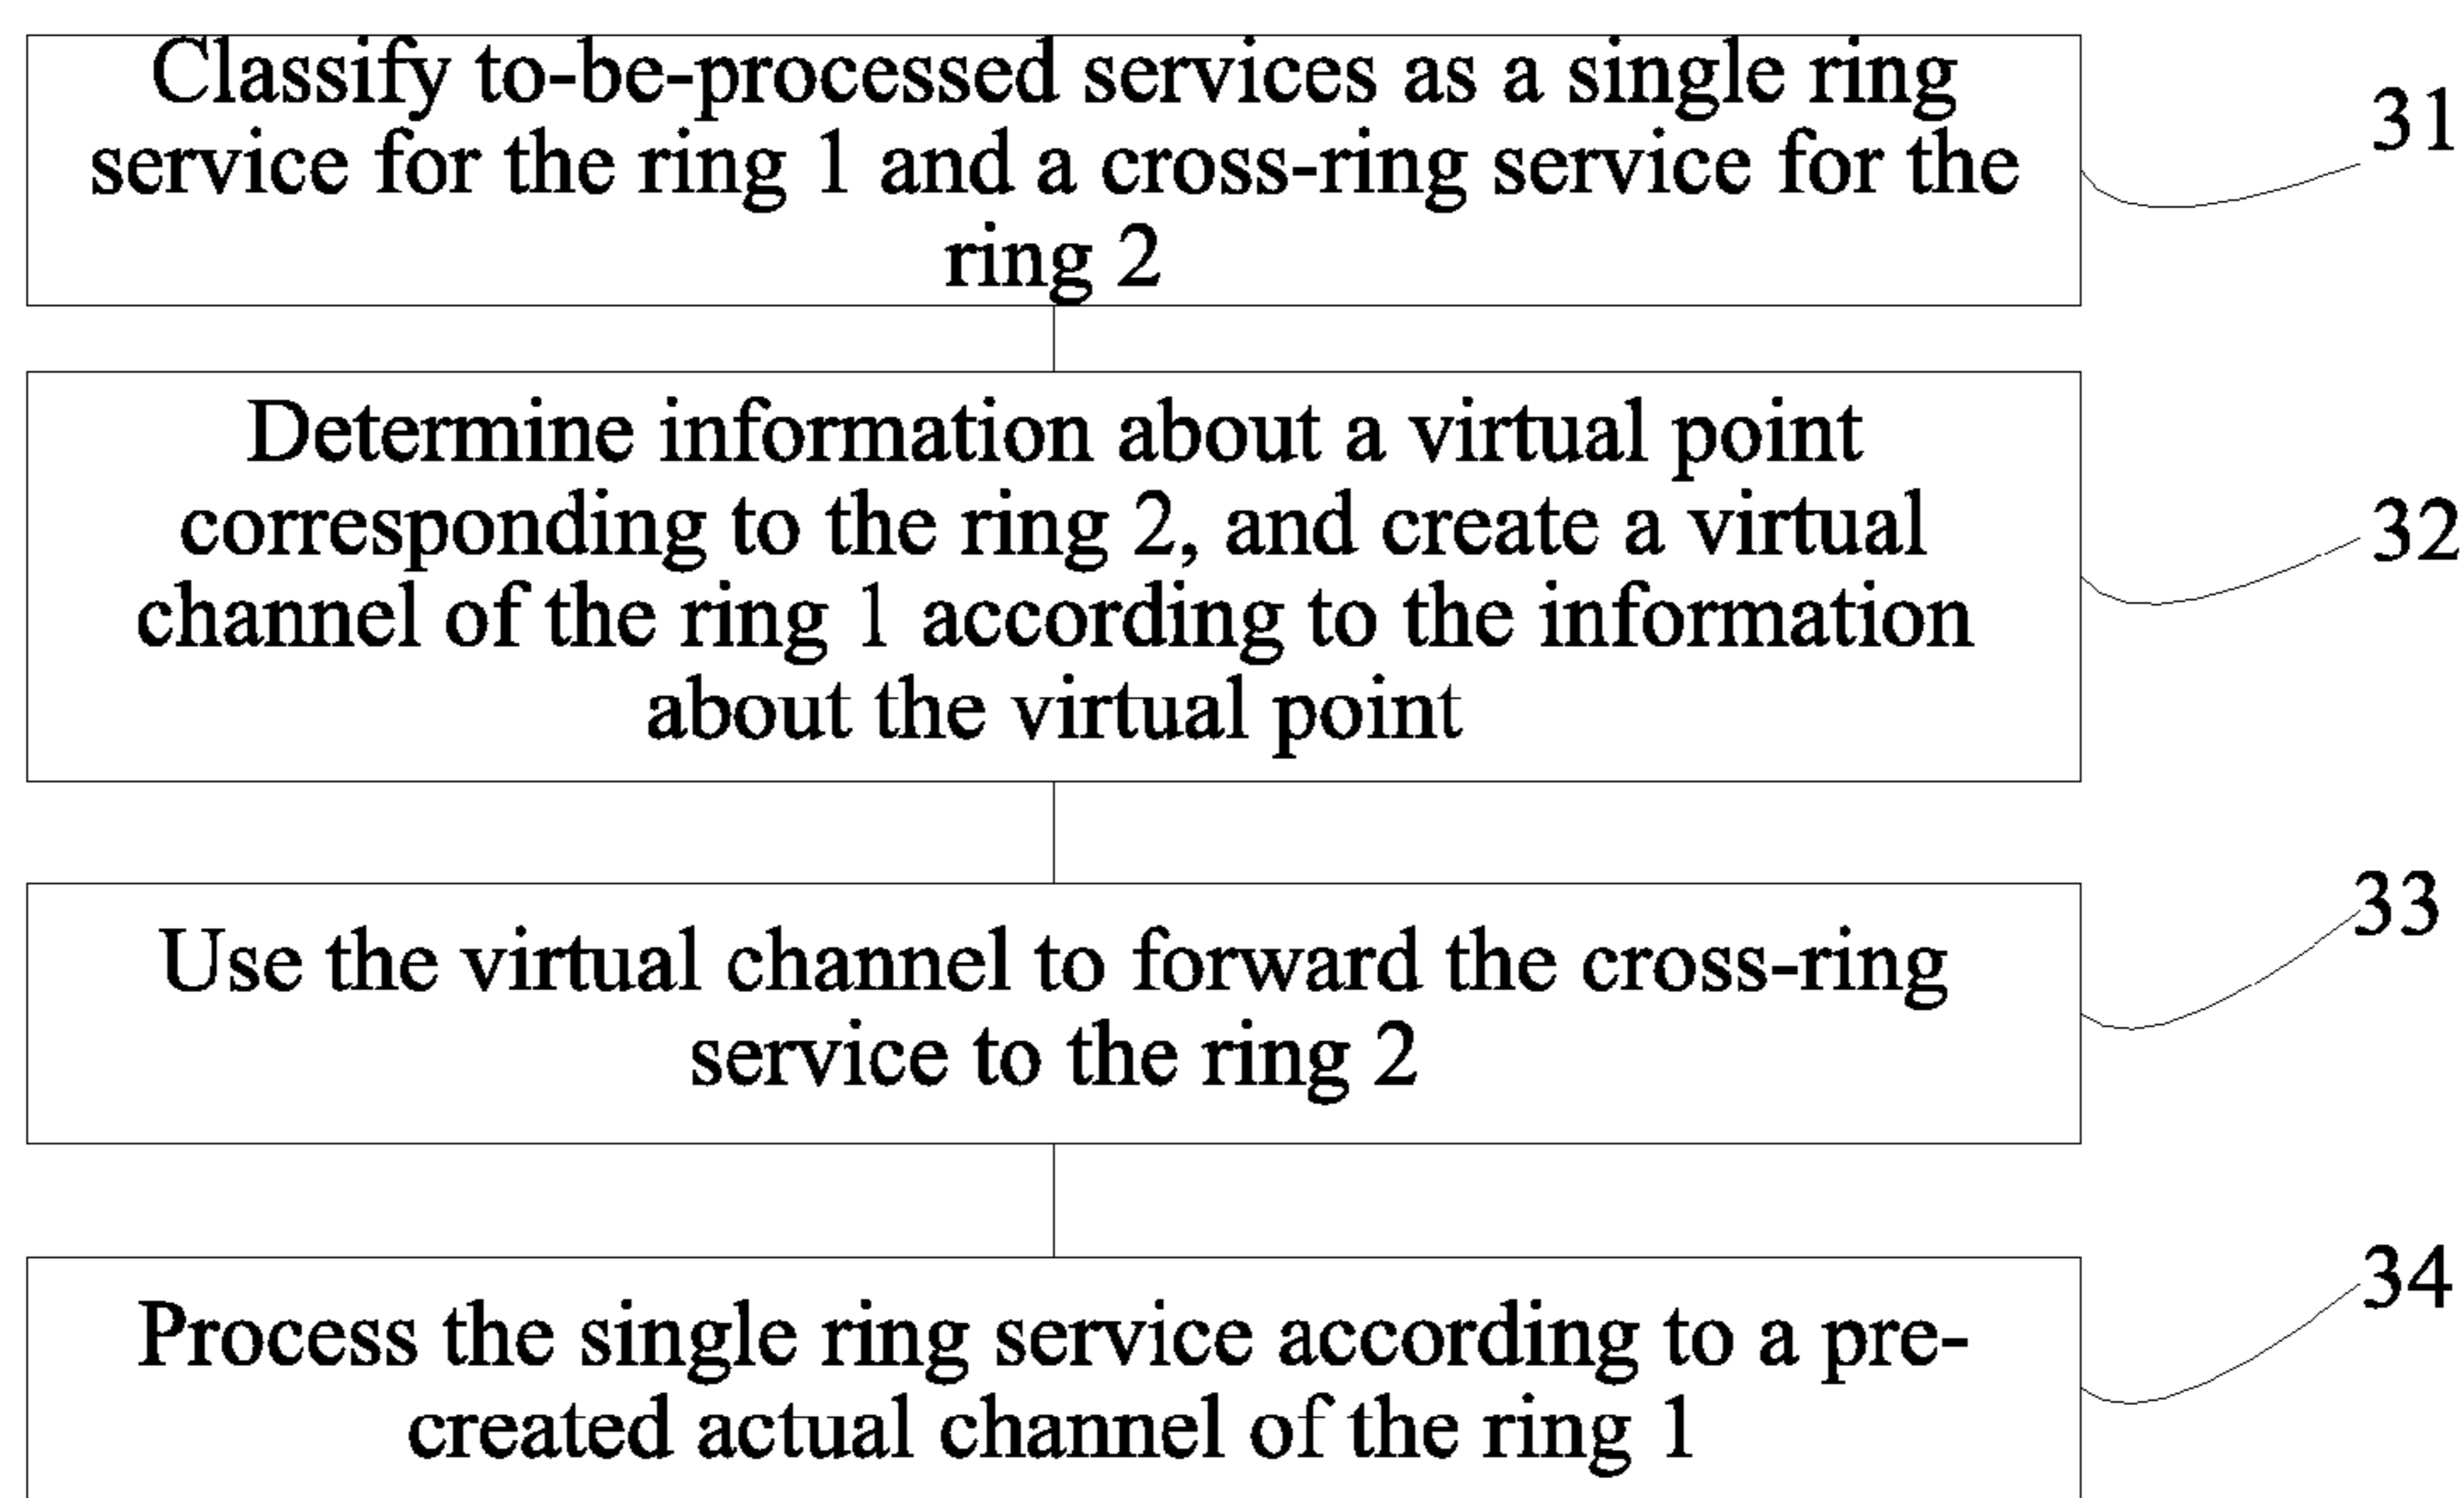 Classify to-be-processed services as a single ring
service for the ring 1 and a cross-ring service for the
ring 2
31
Determine information about a virtual point
corresponding to the ring 2, and create a virtual
channel of the ring 1 according to the information
about the virtual point
32
Use the virtual channel to forward the cross-ring
service to the ring 2
33
Process the single ring service according to a pre-
created actual channel of the ring 1
34